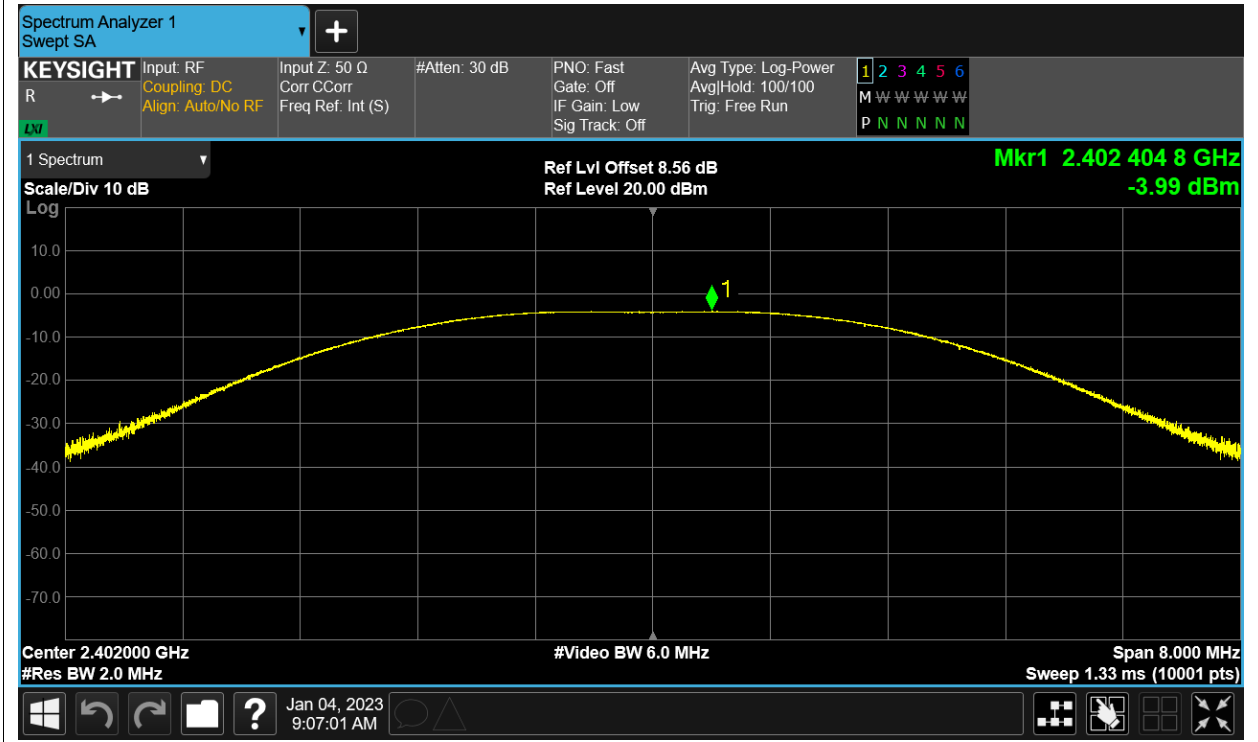 Spectrum Analyzer 1
Swept SA
KEYSIGHT
R
LXI
Input: RF
Coupling: DC
Align: Auto/No RF
Input Z: 50 Ω
Corr CCorr
Freq Ref: Int (S)
#Atten: 30 dB
PNO: Fast
Gate: Off
IF Gain: Low
Sig Track: Off
Avg Type: Log-Power
Avg|Hold: 100/100
Trig: Free Run
1 2 3 4 5 6
M W W W W W
P N N N N N
1 Spectrum
Scale/Div 10 dB
Ref Lvl Offset 8.56 dB
Ref Level 20.00 dBm
Mkr1 2.402 404 8 GHz
-3.99 dBm
Log
10.0
0.00
-10.0
-20.0
-30.0
-40.0
-50.0
-60.0
-70.0
1
Center 2.402000 GHz
#Video BW 6.0 MHz
Span 8.000 MHz
#Res BW 2.0 MHz
Sweep 1.33 ms (10001 pts)
?
Jan 04, 2023
9:07:01 AM